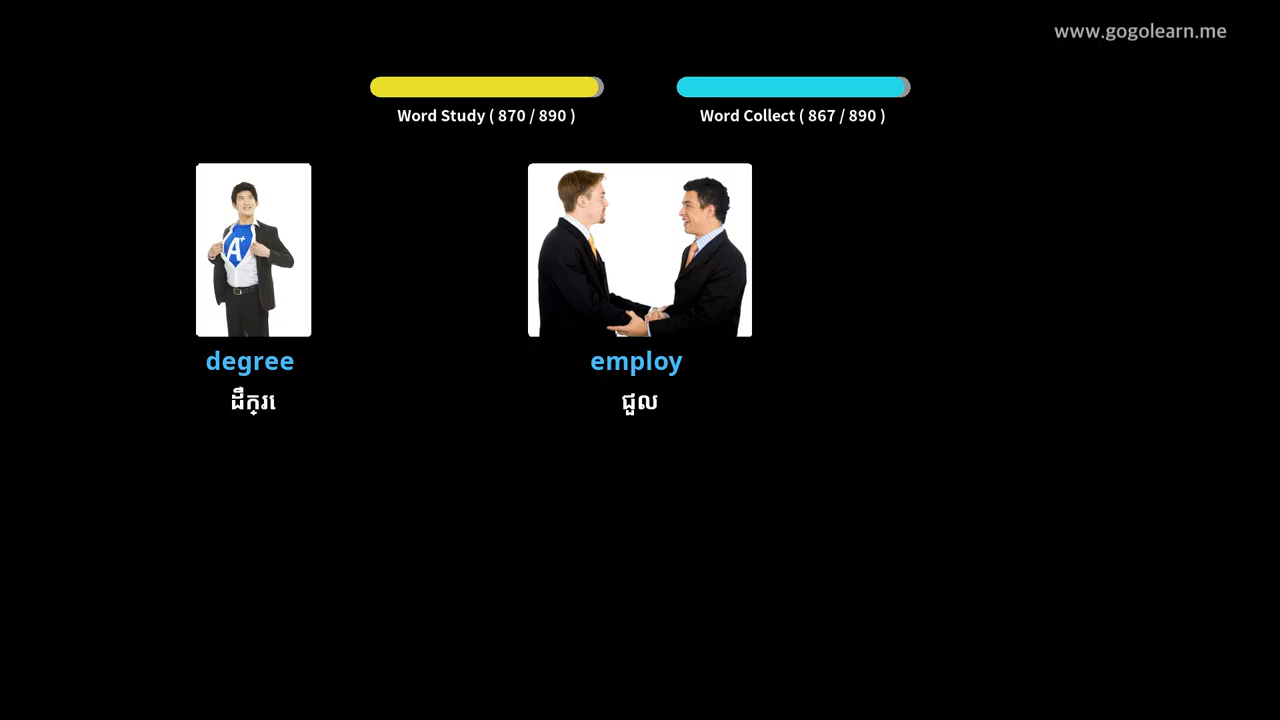 www.gogolearn.me
Word Study ( 870 / 890 )
Word Collect ( 867 / 890 )
A+
degree
employ
ដឺក្រេ
ជួល